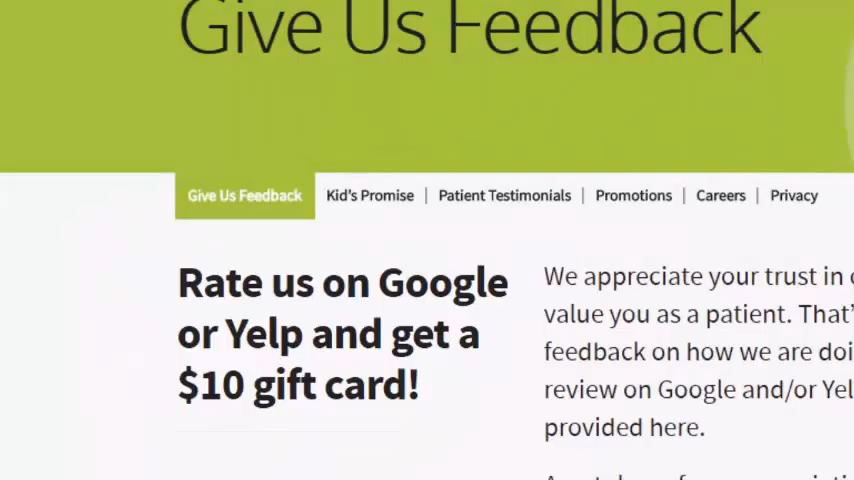 Give Us Feedback
Give Us Feedback | Kid's Promise | Patient Testimonials | Promotions | Careers | Privacy
Rate us on Google
or Yelp and get a
$10 gift card!
We appreciate your trust in
value you as a patient. That'
feedback on how we are
review on Google and/or
provided here.